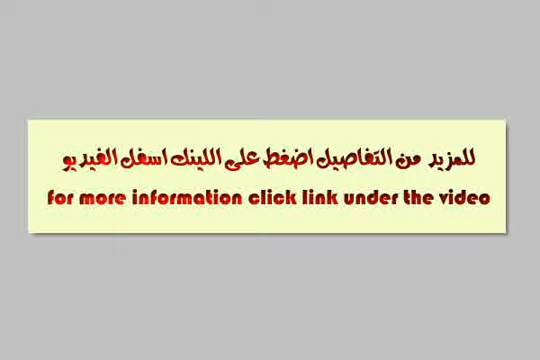 للمزيد من التفاصيل اضغط على اللينك اسفل الفيديو
for more information click link under the video